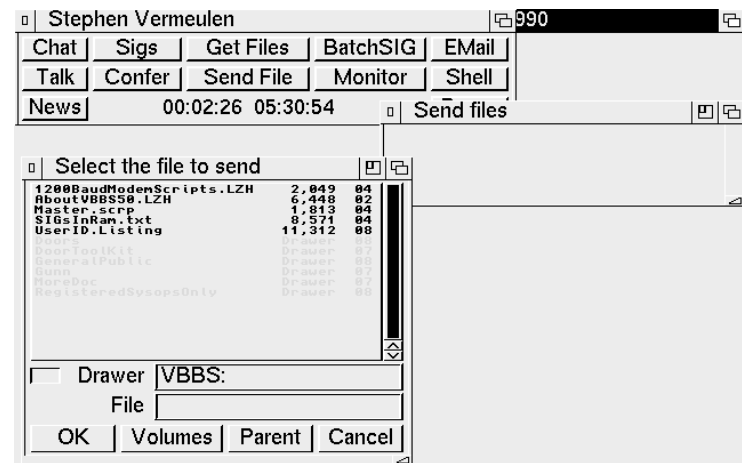 Stephen Vermeulen
990
Chat Sigs Get Files BatchSIG EMail
Talk Confer Send File Monitor Shell
News 00:02:26 05:30:54
Send files
Select the file to send
1200BaudModemScripts.LZH 2,049 04
AboutVBBS50.LZH 6,448 02
Master.scrp 1,813 04
SIGsInRam.txt 8,571 04
UserID.Listing 11,312 08
Doors Drawer 08
DoorToolKit Drawer 07
GeneralPublic Drawer 08
Gunn Drawer 07
MoreDoc Drawer 07
RegisteredSysopsOnly Drawer 08
Drawer VBBS:
File
OK Volumes Parent Cancel